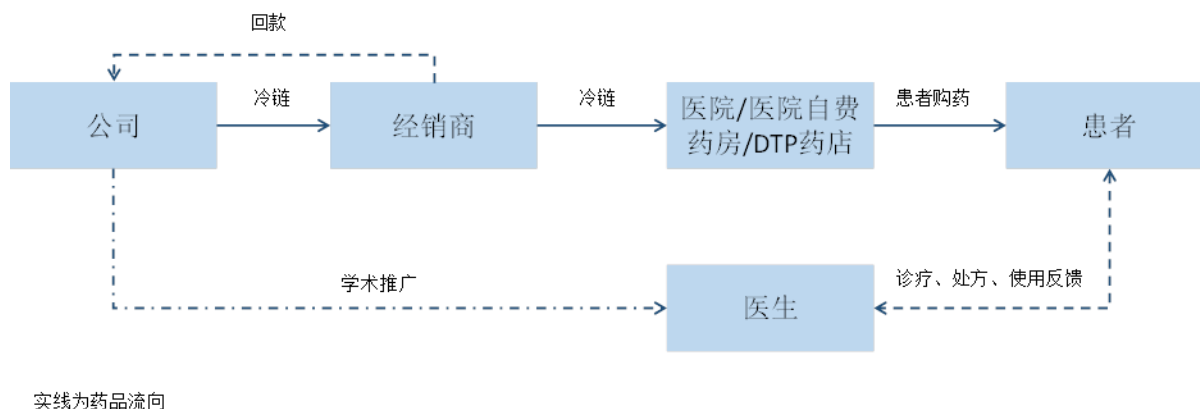 回款
公司
冷链
经销商
冷链
医院/医院自费
药房/DTP药店
患者购药
患者
学术推广
医生
诊疗、处方、使用反馈
实线为药品流向